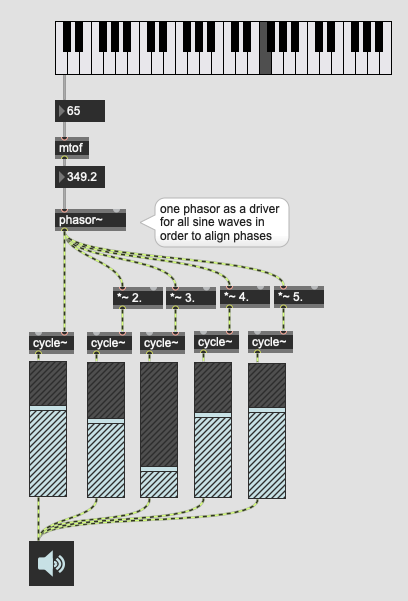 65
mtof
349.2
phasor~
one phasor as a driver
for all sine waves in
order to align phases
*~ 2.
*~ 3.
*~ 4.
*~ 5.
cycle~
cycle~
cycle~
cycle~
cycle~